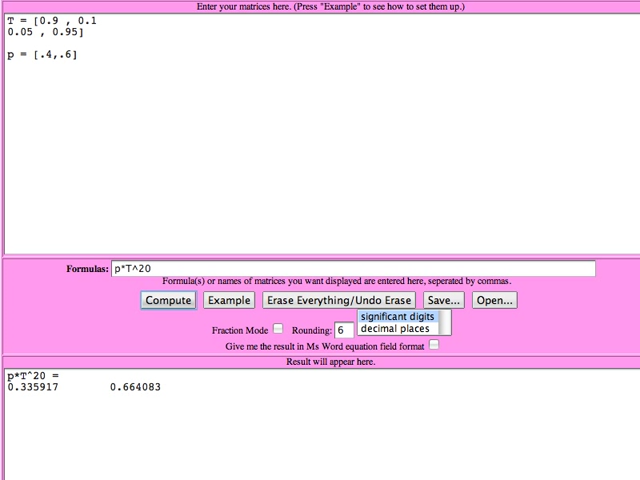 Enter your matrices here. (Press "Example" to see how to set them up.)
T = [0.9 , 0.1
0.05 , 0.95]
p = [.4,.6]
Formulas: p*T^20
Formula(s) or names of matrices you want displayed are entered here, seperated by commas.
Compute Example Erase Everything/Undo Erase Save... Open...
significant digits
Fraction Mode Rounding: 6 decimal places
Give me the result in Ms Word equation field format
Result will appear here.
p*T^20 =
0.335917 0.664083